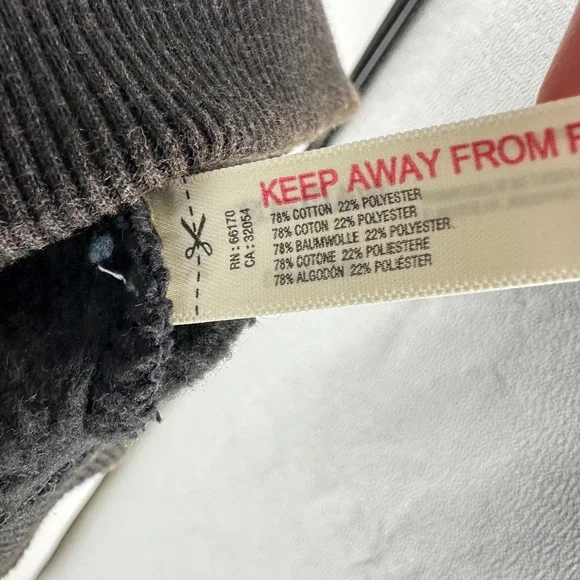 KEEP AWAY FROM F
RN: 66170
CA: 32054
78% COTTON 22% POLYESTER
78% COTON 22% POLYESTER
78% BAUMWOLLE 22% POLYESTER
78% COTONE 22% POLIESTERE
78% ALGODÓN 22% POLIÉSTER